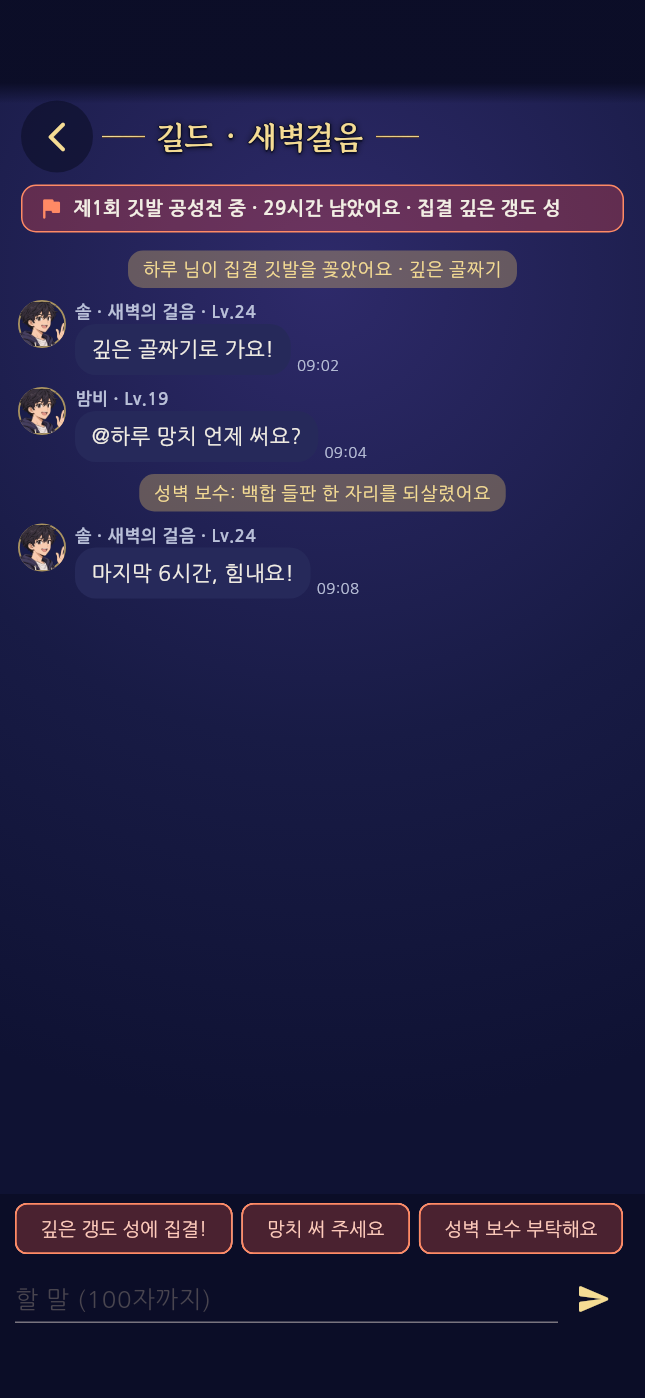 길드 · 새벽걸음
제1회 깃발 공성전 중 · 29시간 남았어요 · 집결 깊은 갱도 성
하루 님이 집결 깃발을 꽂았어요 · 깊은 골짜기
솔 · 새벽의 걸음 · Lv.24
깊은 골짜기로 가요!
09:02
밤비 · Lv.19
@하루 망치 언제 써요?
09:04
성벽 보수: 백합 들판 한 자리를 되살렸어요
솔 · 새벽의 걸음 · Lv.24
마지막 6시간, 힘내요!
09:08
깊은 갱도 성에 집결!
망치 써 주세요
성벽 보수 부탁해요
할 말 (100자까지)